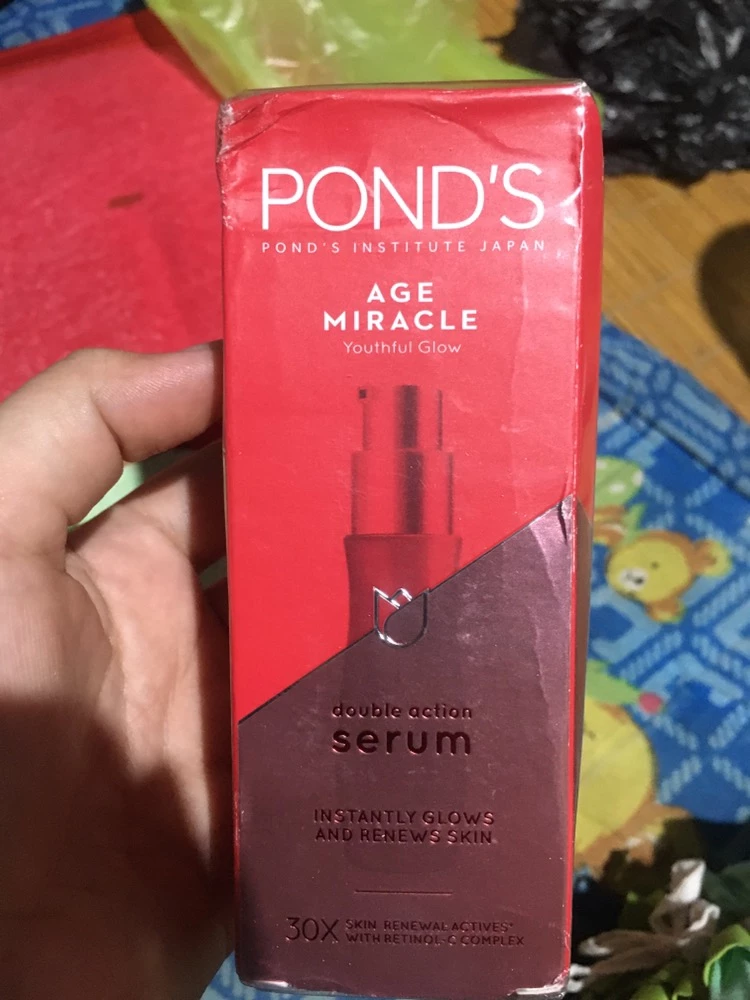 POND'S
POND'S INSTITUTE JAPAN
AGE
MIRACLE
Youthful Glow
double action
serum
INSTANTLY GLOWS
AND RENEWS SKIN
30X SKIN RENEWAL ACTIVES*
WITH RETINOL-C COMPLEX